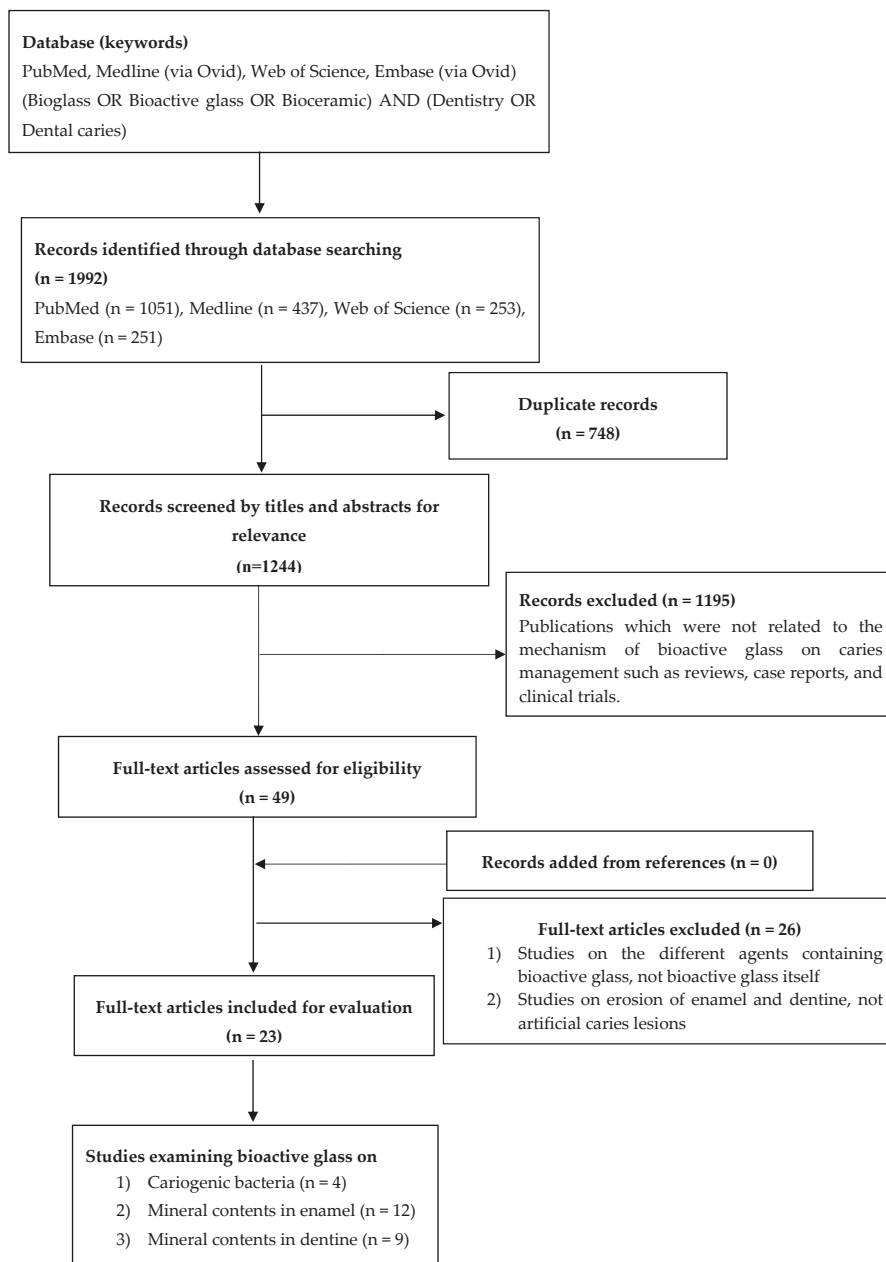 Database (keywords)
PubMed, Medline (via Ovid), Web of Science, Embase (via Ovid)
(Bioglass OR Bioactive glass OR Bioceramic) AND (Dentistry OR
Dental caries)
Records identified through database searching
(n = 1992)
PubMed (n = 1051), Medline (n = 437), Web of Science (n = 253),
Embase (n = 251)
Duplicate records
(n = 748)
Records screened by titles and abstracts for
relevance
(n=1244)
Records excluded (n = 1195)
Publications which were not related to the
mechanism of bioactive glass on caries
management such as reviews, case reports, and
clinical trials.
Full-text articles assessed for eligibility
(n = 49)
Records added from references (n = 0)
Full-text articles excluded (n = 26)
1) Studies on the different agents containing
bioactive glass, not bioactive glass itself
2) Studies on erosion of enamel and dentine, not
artificial caries lesions
Full-text articles included for evaluation
(n = 23)
Studies examining bioactive glass on
1) Cariogenic bacteria (n = 4)
2) Mineral contents in enamel (n = 12)
3) Mineral contents in dentine (n = 9)